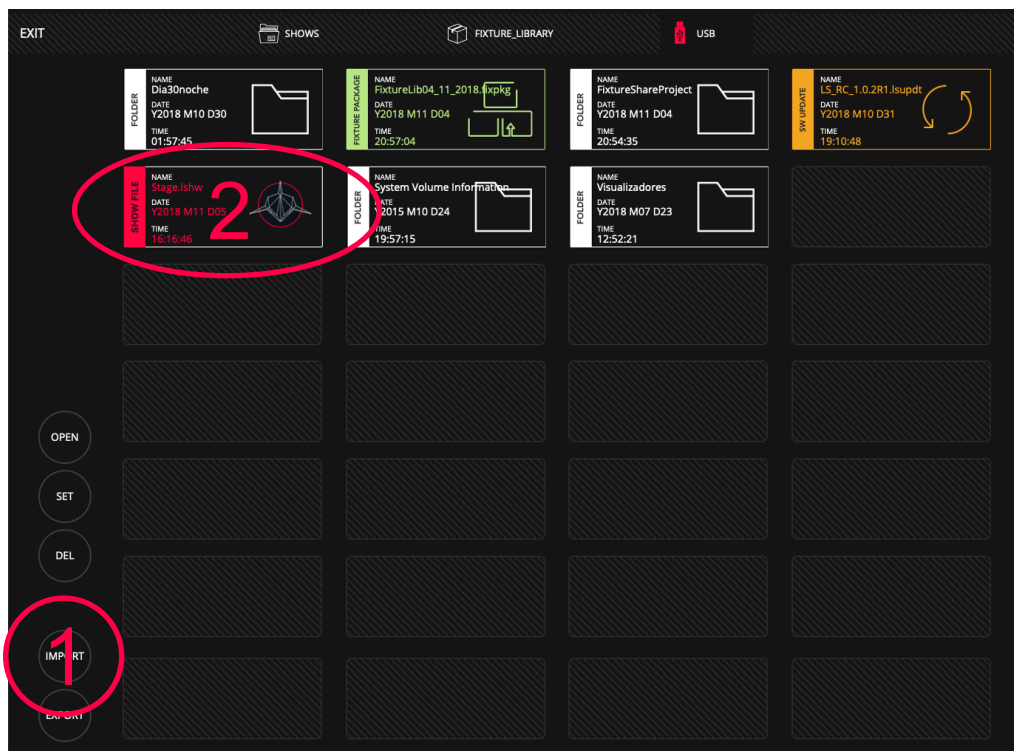 EXIT
SHOWS
FIXTURE_LIBRARY
USB
FOLDER
NAME
Dia30noche
DATE
Y2018 M10 D30
TIME
01:57:45
FIXTURE PACKAGE
NAME
FixtureLib04_11_2018.fixpkg
DATE
Y2018 M11 D04
TIME
20:57:04
FOLDER
NAME
FixtureShareProject
DATE
Y2018 M11 D04
TIME
20:54:35
SW UPDATE
NAME
LS_RC_1.0.2R1.lsupdt
DATE
Y2018 M10 D31
TIME
19:10:48
SHOW FILE
NAME
Stage.lshw
DATE
Y2018 M11 D05
TIME
16:16:46
2
FOLDER
NAME
System Volume Information
DATE
Y2015 M10 D24
TIME
19:57:15
FOLDER
NAME
Visualizadores
DATE
Y2018 M07 D23
TIME
12:52:21
OPEN
SET
DEL
IMPORT
1
EXPORT